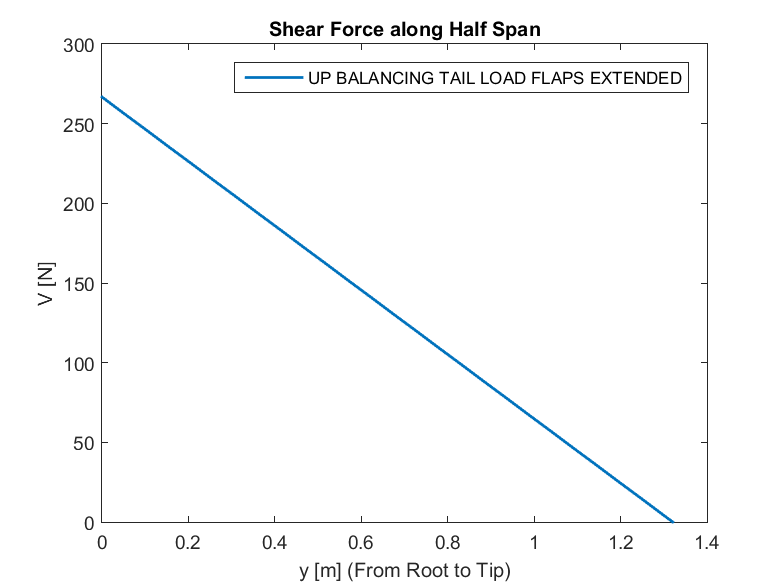 Shear Force along Half Span
UP BALANCING TAIL LOAD FLAPS EXTENDED
300
250
200
150
100
50
0
V [N]
0 0.2 0.4 0.6 0.8 1 1.2 1.4
y [m] (From Root to Tip)